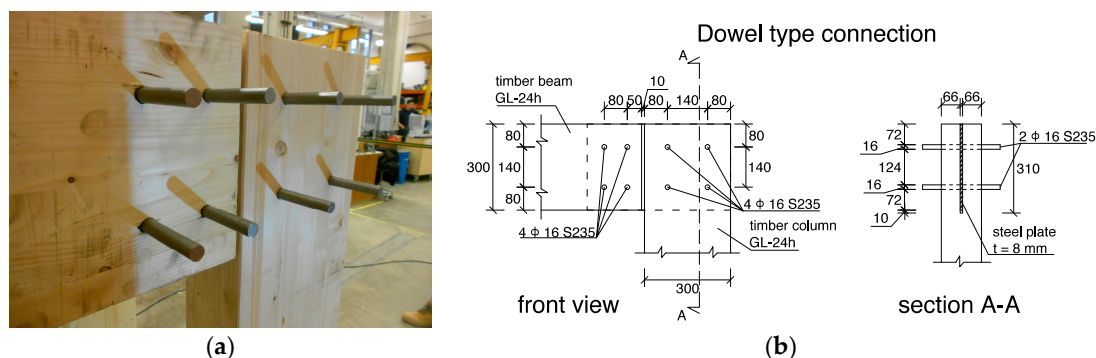 Dowel type connection
A
timber beam
GL-24h
10
80 50 80 140 80
80
300 140
80
80
140
4 Φ 16 S235
4 Φ 16 S235
timber column
GL-24h
300
A
front view
66 66
72
16
124
16
72
10
2 Φ 16 S235
310
steel plate
t = 8 mm
section A-A
(a)
(b)